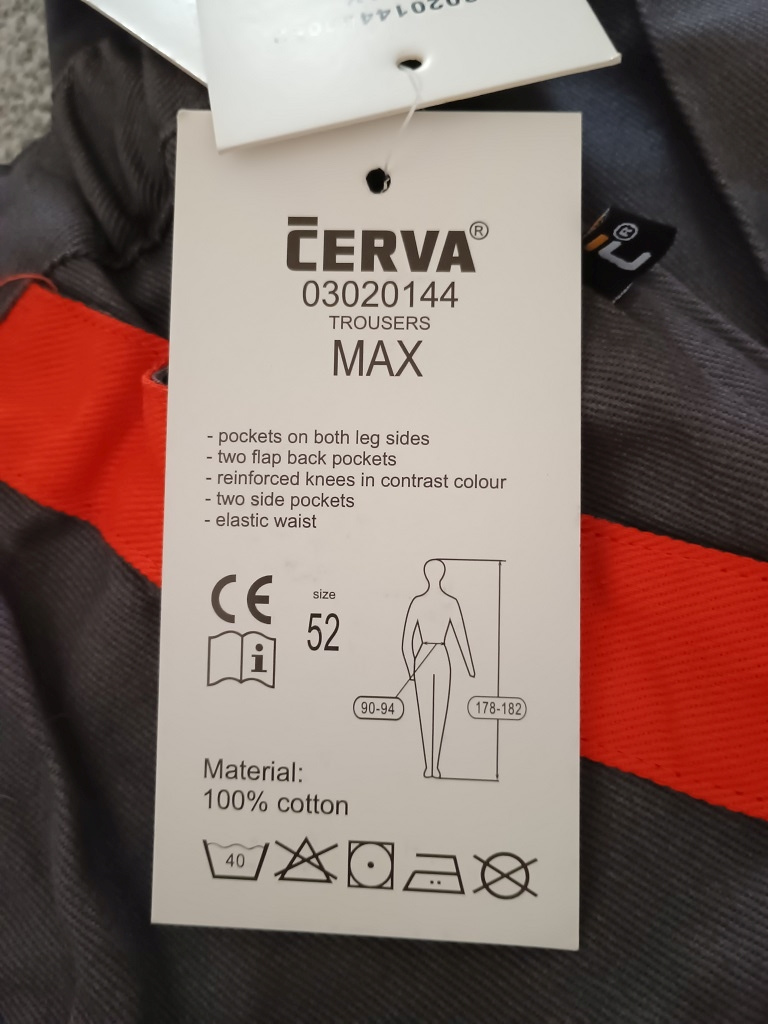 03020144
ČERVA®
03020144
TROUSERS
MAX
- pockets on both leg sides
- two flap back pockets
- reinforced knees in contrast colour
- two side pockets
- elastic waist
CE
size
52
i
90-94
178-182
Material:
100% cotton
40